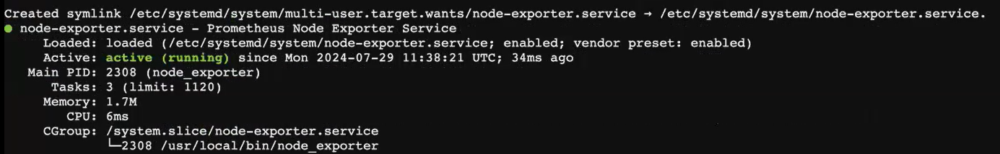 Created symlink /etc/systemd/system/multi-user.target.wants/node-exporter.service → /etc/systemd/system/node-exporter.service.
● node-exporter.service - Prometheus Node Exporter Service
     Loaded: loaded (/etc/systemd/system/node-exporter.service; enabled; vendor preset: enabled)
     Active: active (running) since Mon 2024-07-29 11:38:21 UTC; 34ms ago
   Main PID: 2308 (node_exporter)
      Tasks: 3 (limit: 1120)
     Memory: 1.7M
        CPU: 6ms
     CGroup: /system.slice/node-exporter.service
             └─2308 /usr/local/bin/node_exporter